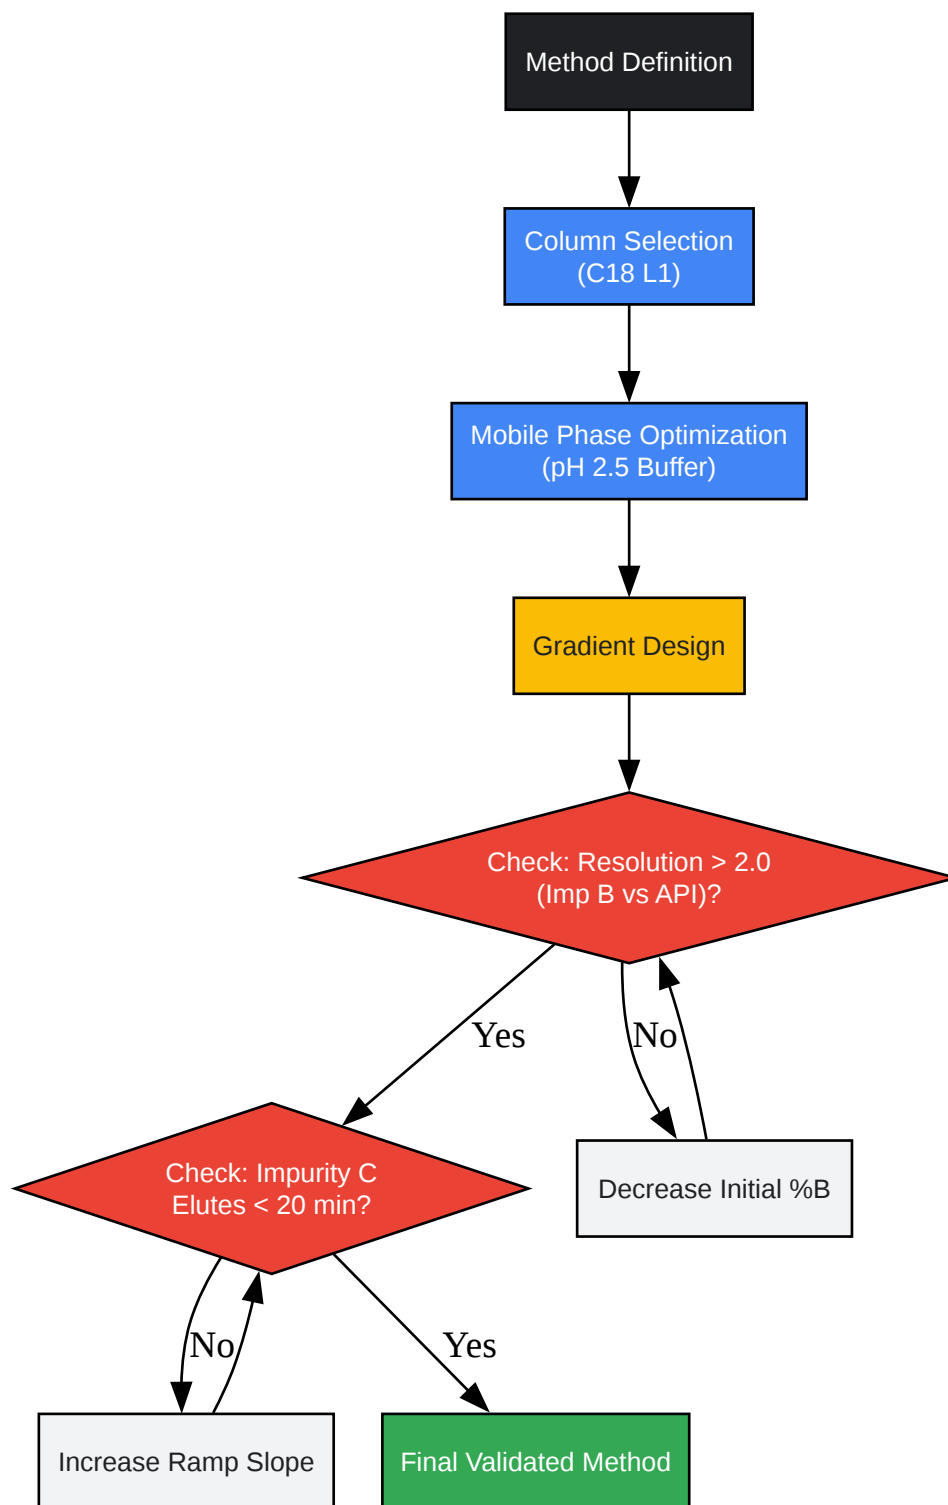 Method Definition
Column Selection
(C18 L1)
Mobile Phase Optimization
(pH 2.5 Buffer)
Gradient Design
Check: Resolution > 2.0
(Imp B vs API)?
Yes
No
Check: Impurity C
Elutes < 20 min?
Decrease Initial %B
No
Yes
Increase Ramp Slope
Final Validated Method